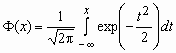 Φ(x) = 1/√2π ∫_{-∞}^{x} exp(-t²/2)dt